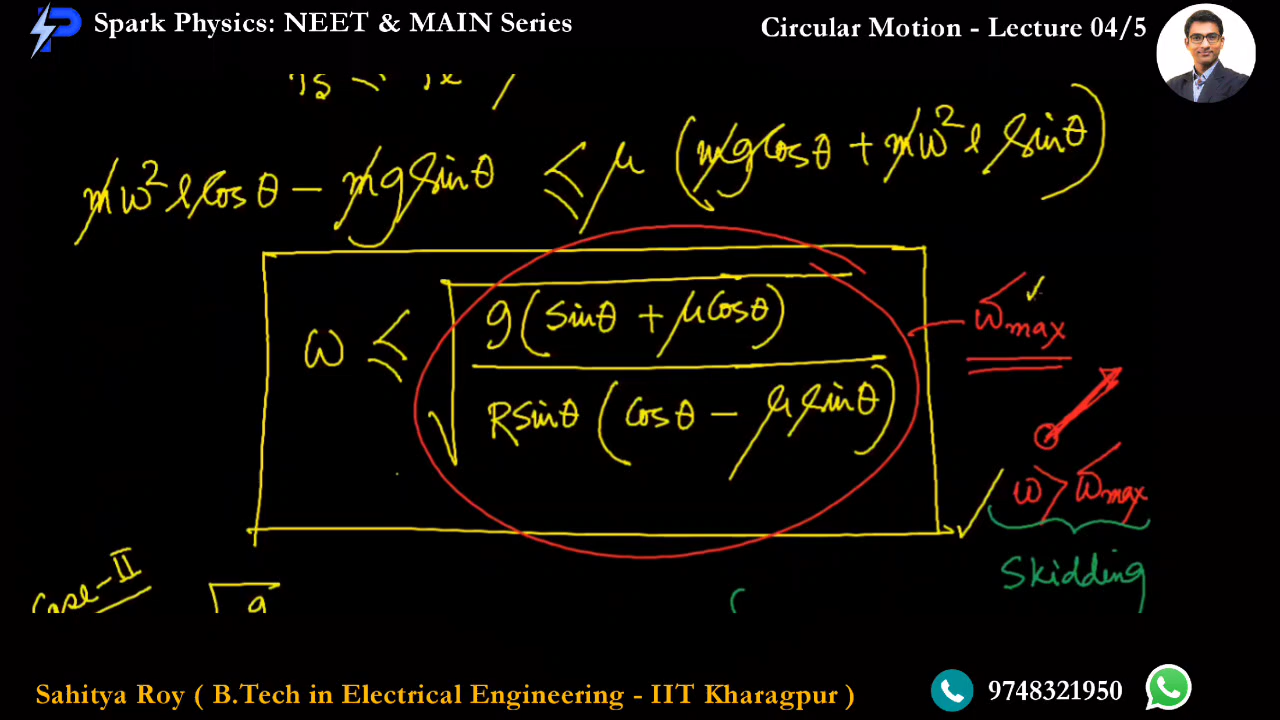 Spark Physics: NEET & MAIN Series
Circular Motion - Lecture 04/5
mω²l cosθ – mg sinθ ≤ μ (mg cosθ + mω²l sinθ)
ω ≤ √(g(sinθ + μcosθ) / R sinθ (cosθ – μ sinθ))
ωmax ✓
ω > ωmax
✓
Skidding
Case-II
g
Sahitya Roy ( B.Tech in Electrical Engineering - IIT Kharagpur )
9748321950